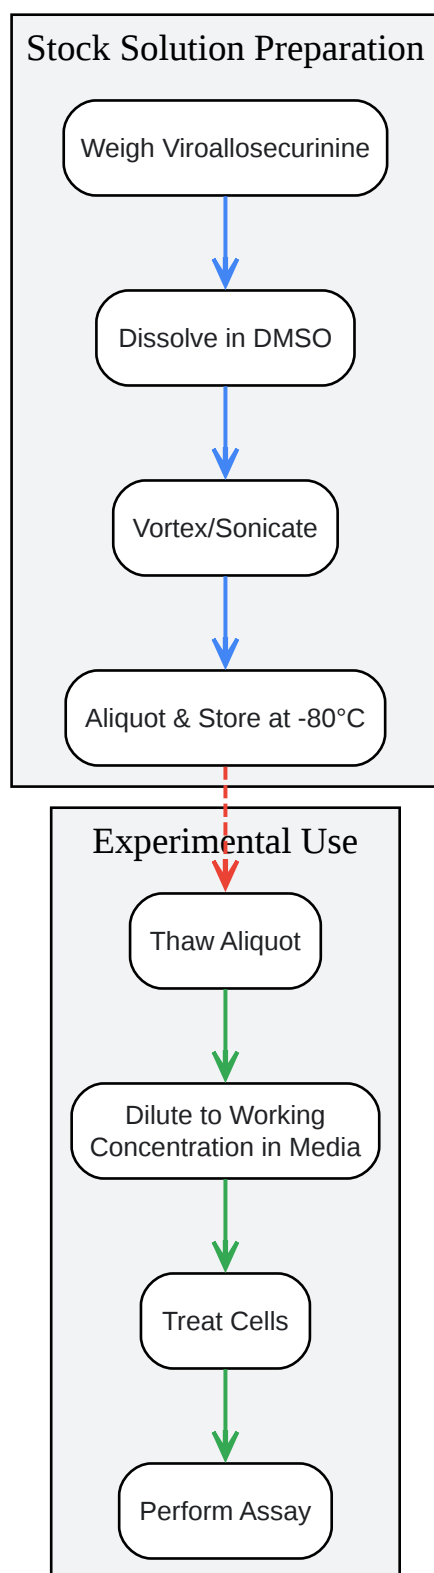 Stock Solution Preparation
Weigh Viroallosecurinine
Dissolve in DMSO
Vortex/Sonicate
Aliquot & Store at -80°C
Experimental Use
Thaw Aliquot
Dilute to Working
Concentration in Media
Treat Cells
Perform Assay